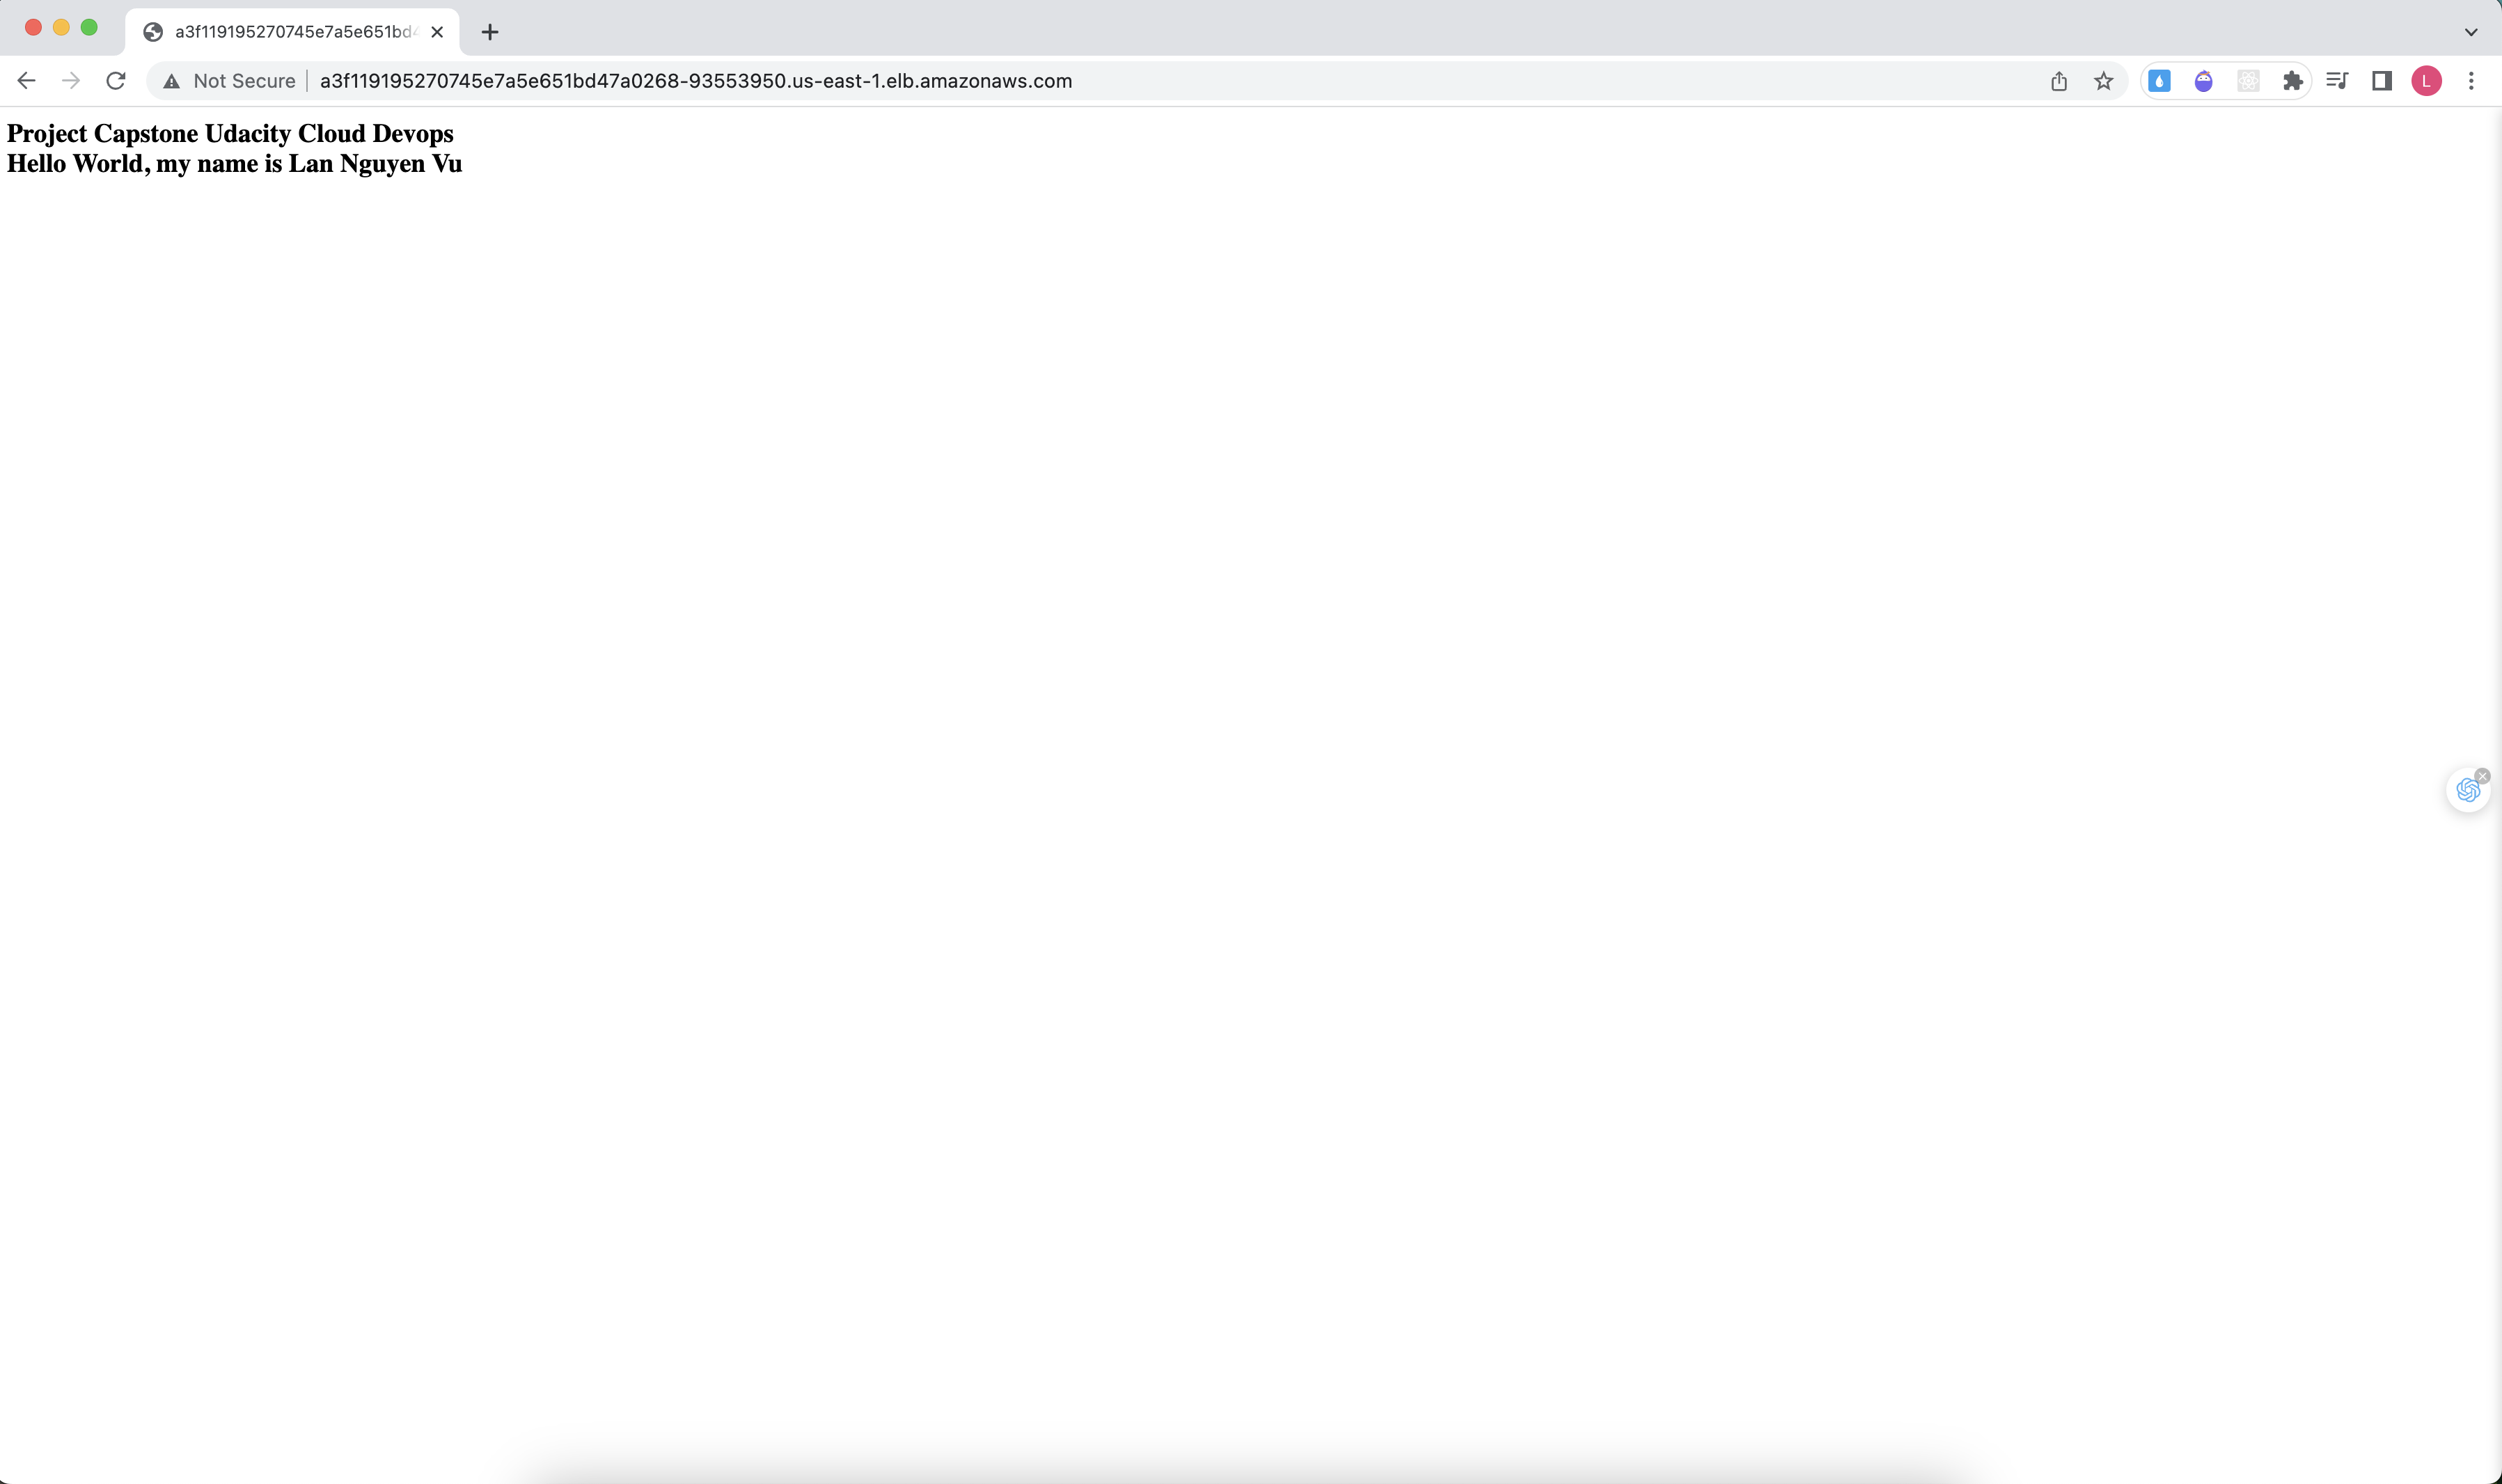 a3f119195270745e7a5e651bd4
Not Secure
a3f119195270745e7a5e651bd47a0268-93553950.us-east-1.elb.amazonaws.com
L
Project Capstone Udacity Cloud Devops
Hello World, my name is Lan Nguyen Vu